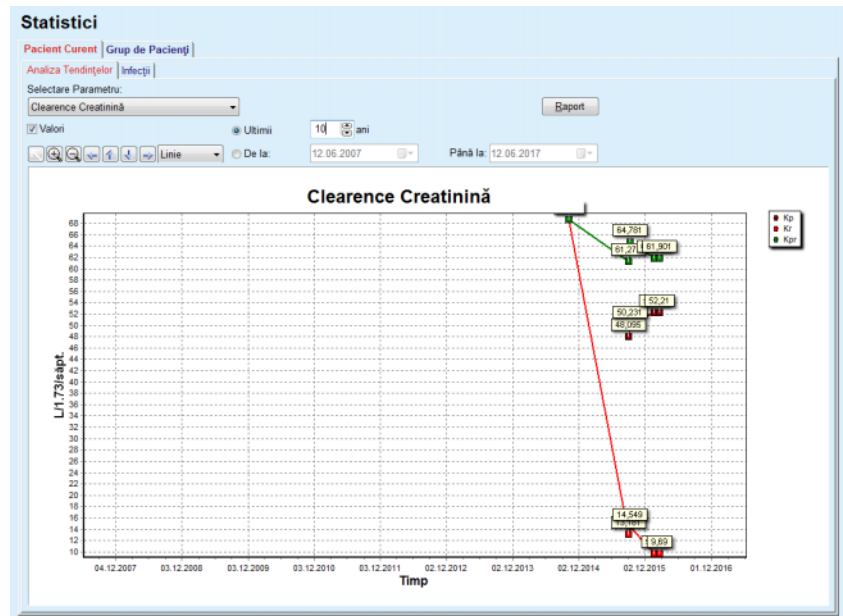 Statistici
Pacient Curent Grup de Pacienți
Analiza Tendințelor Infecții
Selectare Parametru:
Clearence Creatinină
Raport
Valori Ultimii 10 ani
Linie De la: 12.06.2007 Până la: 12.06.2017
Clearence Creatinină
Kp
Kr
Kpr
68
66
64
62
60
58
56
54
52
50
48
46
44
42
40
38
36
34
32
30
28
26
24
22
20
18
16
14
12
10
L/1.73/săpt.
64,781
61,901
52,21
50,231
48,095
14,549
9,69
04.12.2007 03.12.2008 03.12.2009 03.12.2010 03.12.2011 02.12.2012 02.12.2013 02.12.2014 02.12.2015 01.12.2016
Timp